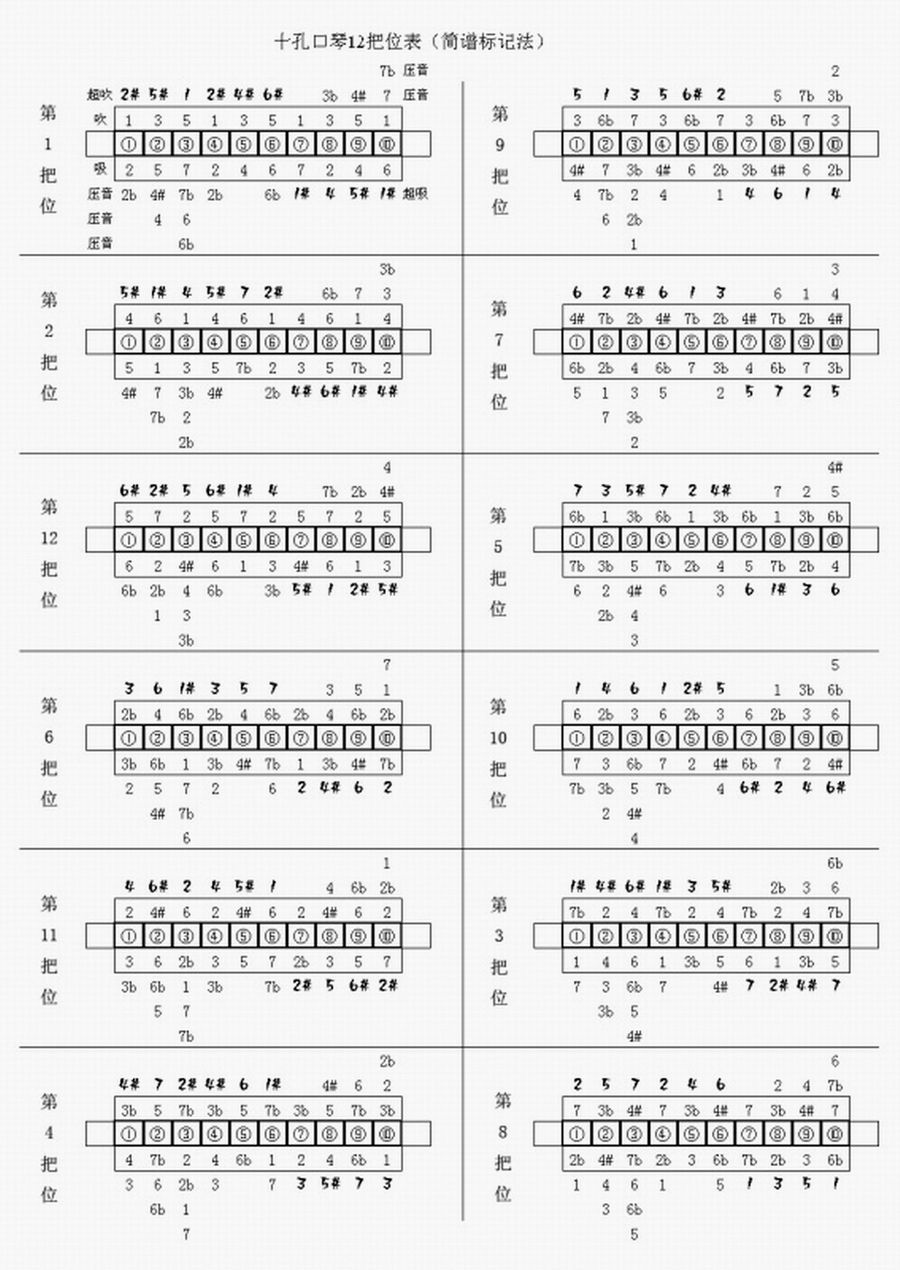 十孔口琴12把位表（简谱标记法）
第1把位
7b 压音
超吹 2# 5# 1 2# 4# 6# 3b 4# 7 压音
吹 1 3 5 1 3 5 1 3 5 1
① ② ③ ④ ⑤ ⑥ ⑦ ⑧ ⑨ ⑩
吸 2 5 7 2 4 6 7 2 4 6
压音 2b 4# 7b 2b 6b 1# 4 5# 1# 超吸
压音 4 6
压音 6b
第9把位
2
5 1 3 5 6# 2 5 7b 3b
3 6b 7 3 6b 7 3 6b 7 3
① ② ③ ④ ⑤ ⑥ ⑦ ⑧ ⑨ ⑩
4# 7 3b 4# 6 2b 3b 4# 6 2b
4 7b 2 4 1 4 6 1 4
6 2b
1
第2把位
3b
5# 1# 4 5# 7 2# 6b 7 3
4 6 1 4 6 1 4 6 1 4
① ② ③ ④ ⑤ ⑥ ⑦ ⑧ ⑨ ⑩
5 1 3 5 7b 2 3 5 7b 2
4# 7 3b 4# 2b 4# 6# 1# 4#
7b 2
2b
第7把位
3
6 2 4# 6 1 3 6 1 4
4# 7b 2b 4# 7b 2b 4# 7b 2b 4#
① ② ③ ④ ⑤ ⑥ ⑦ ⑧ ⑨ ⑩
6b 2b 4 6b 7 3b 4 6b 7 3b
5 1 3 5 2 5 7 2 5
7 3b
2
第12把位
4
6# 2# 5 6# 1# 4 7b 2b 4#
5 7 2 5 7 2 5 7 2 5
① ② ③ ④ ⑤ ⑥ ⑦ ⑧ ⑨ ⑩
6 2 4# 6 1 3 4# 6 1 3
6b 2b 4 6b 3b 5# 1 2# 5#
1 3
3b
第5把位
4#
7 3 5# 7 2 4# 7 2 5
6b 1 3b 6b 1 3b 6b 1 3b 6b
① ② ③ ④ ⑤ ⑥ ⑦ ⑧ ⑨ ⑩
7b 3b 5 7b 2b 4 5 7b 2b 4
6 2 4# 6 3 6 1# 3 6
2b 4
3
第6把位
7
3 6 1# 3 5 7 3 5 1
2b 4 6b 2b 4 6b 2b 4 6b 2b
① ② ③ ④ ⑤ ⑥ ⑦ ⑧ ⑨ ⑩
3b 6b 1 3b 4# 7b 1 3b 4# 7b
2 5 7 2 6 2 4# 6 2
4# 7b
6
第10把位
5
1 4 6 1 2# 5 1 3b 6b
6 2b 3 6 2b 3 6 2b 3 6
① ② ③ ④ ⑤ ⑥ ⑦ ⑧ ⑨ ⑩
7 3 6b 7 2 4# 6b 7 2 4#
7b 3b 5 7b 4 6# 2 4 6#
2 4#
4
第11把位
1
4 6# 2 4 5# 1 4 6b 2b
2 4# 6 2 4# 6 2 4# 6 2
① ② ③ ④ ⑤ ⑥ ⑦ ⑧ ⑨ ⑩
3 6 2b 3 5 7 2b 3 5 7
3b 6b 1 3b 7b 2# 5 6# 2#
5 7
7b
第3把位
6b
1# 4# 6# 1# 3 5# 2b 3 6
7b 2 4 7b 2 4 7b 2 4 7b
① ② ③ ④ ⑤ ⑥ ⑦ ⑧ ⑨ ⑩
1 4 6 1 3b 5 6 1 3b 5
7 3 6b 7 4# 7 2# 4# 7
3b 5
4#
第4把位
2b
4# 7 2# 4# 6 1# 4# 6 2
3b 5 7b 3b 5 7b 3b 5 7b 3b
① ② ③ ④ ⑤ ⑥ ⑦ ⑧ ⑨ ⑩
4 7b 2 4 6b 1 2 4 6b 1
3 6 2b 3 7 3 5# 7 3
6b 1
7
第8把位
6
2 5 7 2 4 6 2 4 7b
7 3b 4# 7 3b 4# 7 3b 4# 7
① ② ③ ④ ⑤ ⑥ ⑦ ⑧ ⑨ ⑩
2b 4# 7b 2b 3 6b 7b 2b 3 6b
1 4 6 1 5 1 3 5 1
3 6b
5